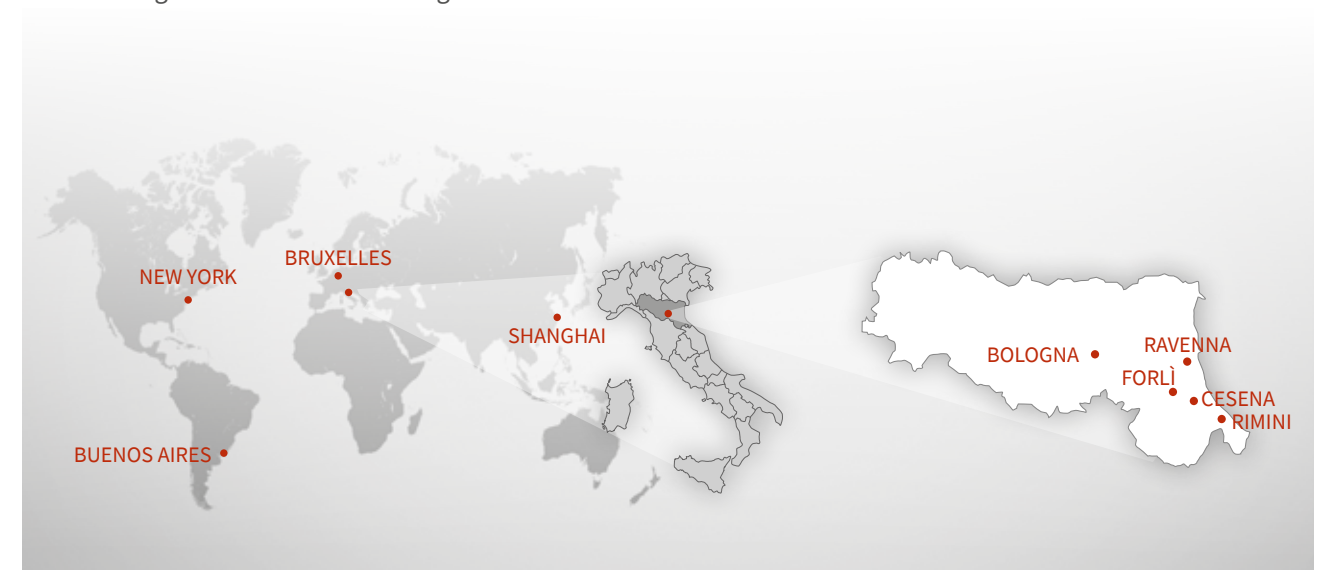 BRUXELLES
NEW YORK
SHANGHAI
BUENOS AIRES
BOLOGNA
RAVENNA
FORLÌ
CESENA
RIMINI